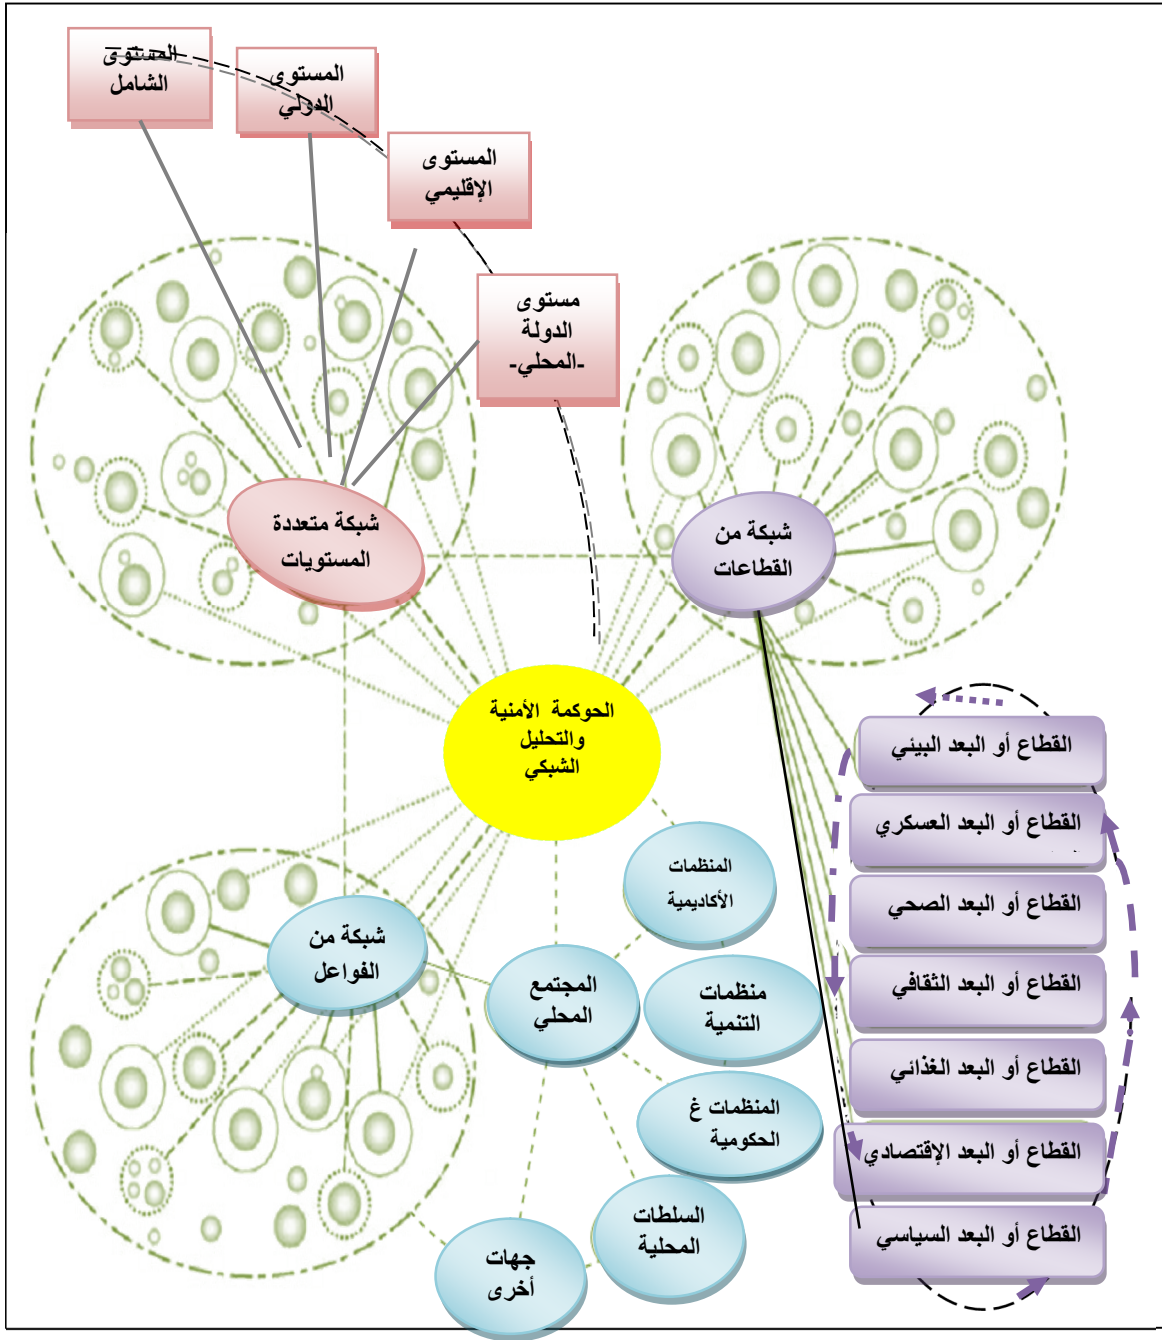 المستوى
الشامل
المستوى
الدولي
المستوى
الإقليمي
مستوى
الدولة
-المحلي-
شبكة متعددة
المستويات
شبكة من
القطاعات
الحوكمة الأمنية
والتحليل
الشبكي
القطاع أو البعد البيئي
القطاع أو البعد العسكري
القطاع أو البعد الصحي
القطاع أو البعد الثقافي
القطاع أو البعد الغذائي
القطاع أو البعد الإقتصادي
القطاع أو البعد السياسي
المنظمات
الأكاديمية
شبكة من
الفواعل
المجتمع
المحلي
منظمات
التنمية
المنظمات غ
الحكومية
السلطات
المحلية
جهات
أخرى